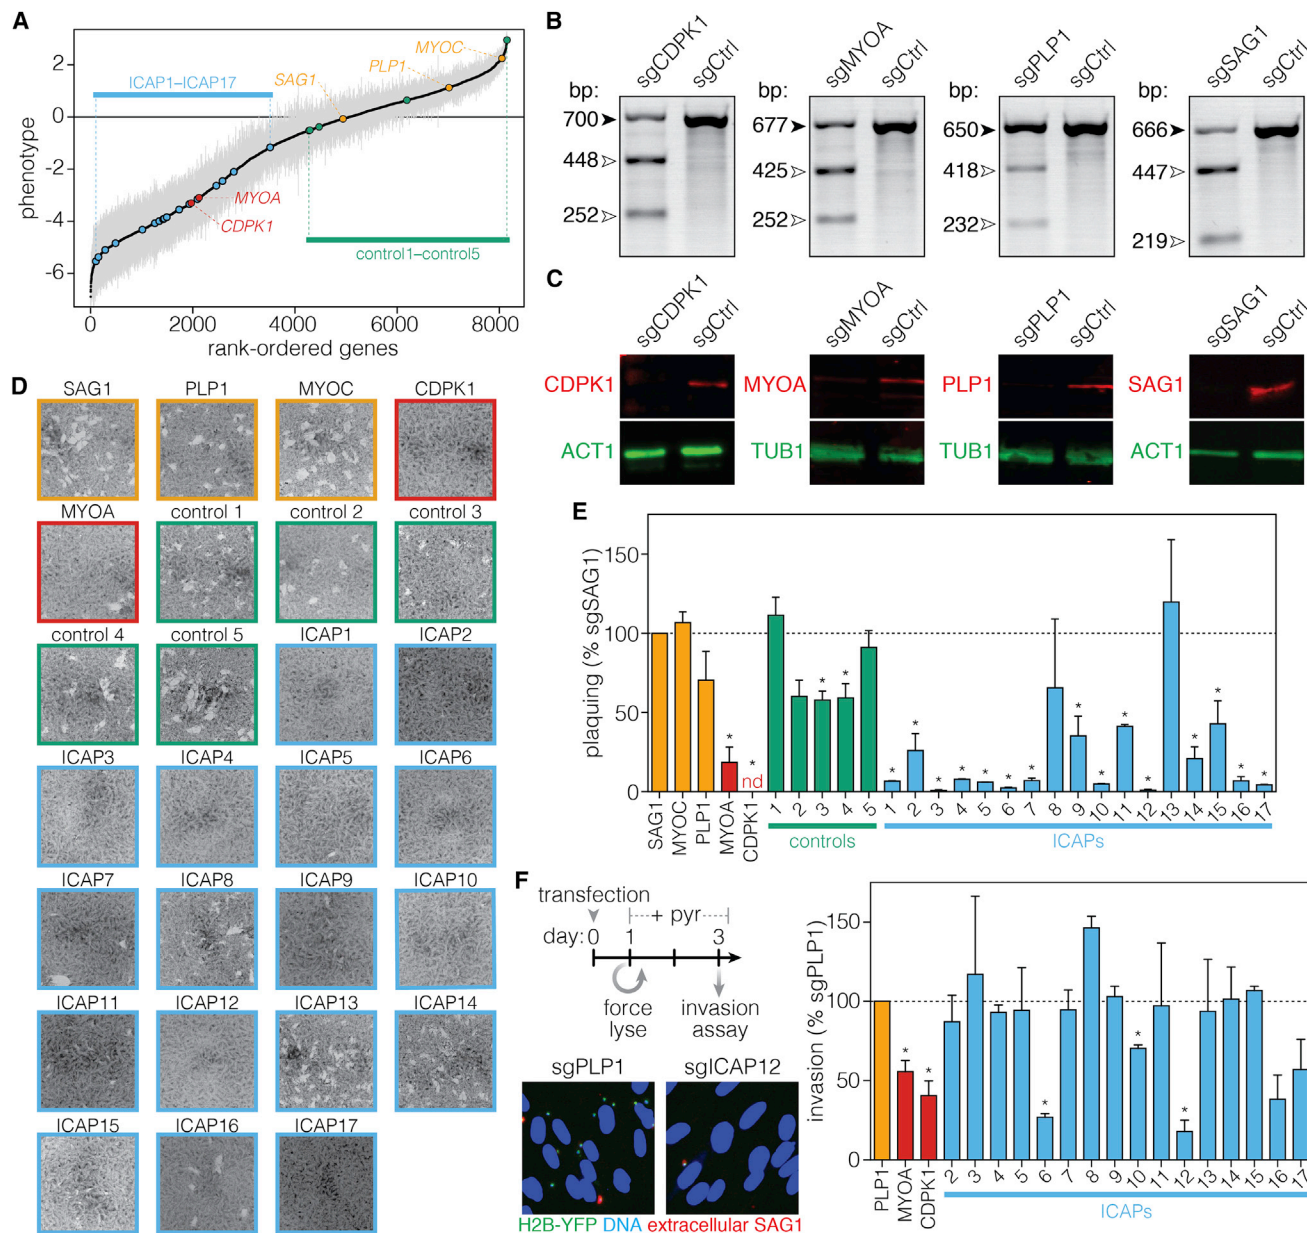 A
2
0
-2
-4
-6
phenotype
ICAP1–ICAP17
SAG1
PLP1
MYOC
MYOA
CDPK1
control1–control5
0 2000 4000 6000 8000
rank-ordered genes
B
sgCDPK1 sgCtrl
bp:
700
448
252
sgMYOA sgCtrl
bp:
677
425
252
sgPLP1 sgCtrl
bp:
650
418
232
sgSAG1 sgCtrl
bp:
666
447
219
C
sgCDPK1 sgCtrl
CDPK1
ACT1
sgMYOA sgCtrl
MYOA
TUB1
sgPLP1 sgCtrl
PLP1
TUB1
sgSAG1 sgCtrl
SAG1
ACT1
D
SAG1 PLP1 MYOC CDPK1
MYOA control 1 control 2 control 3
control 4 control 5 ICAP1 ICAP2
ICAP3 ICAP4 ICAP5 ICAP6
ICAP7 ICAP8 ICAP9 ICAP10
ICAP11 ICAP12 ICAP13 ICAP14
ICAP15 ICAP16 ICAP17
E
plaquing (% sgSAG1)
150
100
50
0
* * nd * * * * * * * * * * * * * * * * *
SAG1 MYOC PLP1 MYOA CDPK1 1 2 3 4 5 1 2 3 4 5 6 7 8 9 10 11 12 13 14 15 16 17
controls ICAPs
F
transfection
+ pyr
day: 0 1 3
force
lyse
invasion
assay
sgPLP1 sgICAP12
H2B-YFP DNA extracellular SAG1
invasion (% sgPLP1)
150
100
50
0
* * * * *
PLP1 MYOA CDPK1 2 3 4 5 6 7 8 9 10 11 12 13 14 15 16 17
ICAPs